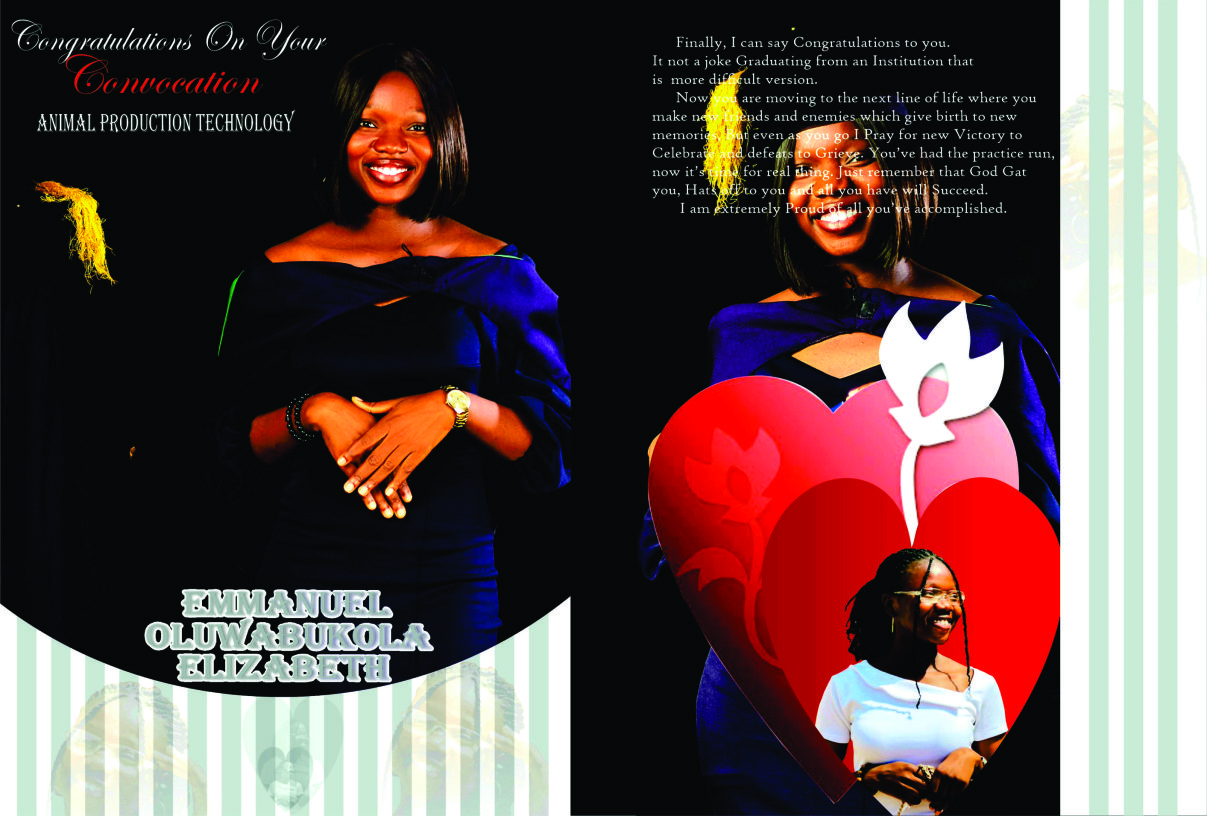 Congratulations On Your
Convocation
ANIMAL PRODUCTION TECHNOLOGY
EMMANUEL
OLUWABUKOLA
ELIZABETH
Finally, I can say Congratulations to you.
It not a joke Graduating from an Institution that
is more difficult version.
Now you are moving to the next line of life where you
make new friends and enemies which give birth to new
memories. But even as you go I Pray for new Victory to
Celebrate and defeats to Grieve. You've had the practice run,
now it's time for real thing. Just remember that God Gat
you, Hats off to you and all you have will Succeed.
I am extremely Proud of all you've accomplished.